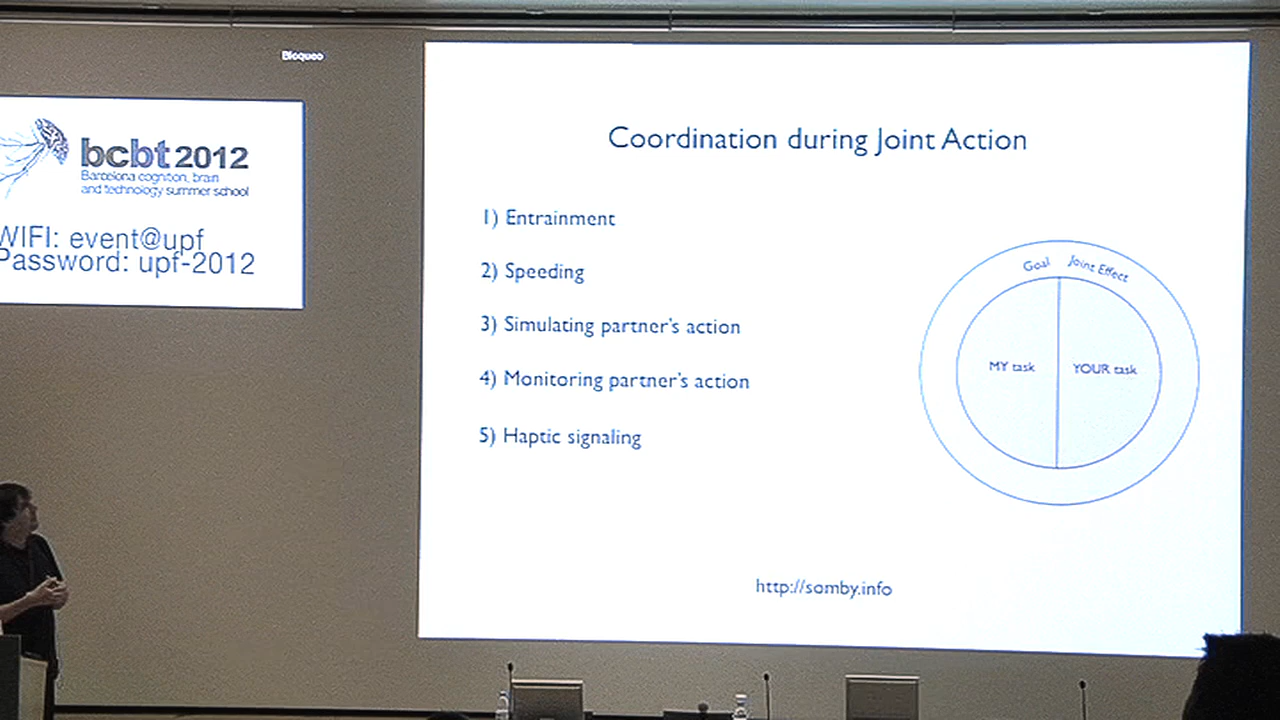 Bloqueo
bcbt 2012
Barcelona cognition, brain
and technology summer school
WIFI: event@upf
Password: upf-2012
Coordination during Joint Action
1) Entrainment
2) Speeding
3) Simulating partner's action
4) Monitoring partner's action
5) Haptic signaling
Goal Joint Effect
MY task YOUR task
http://somby.info